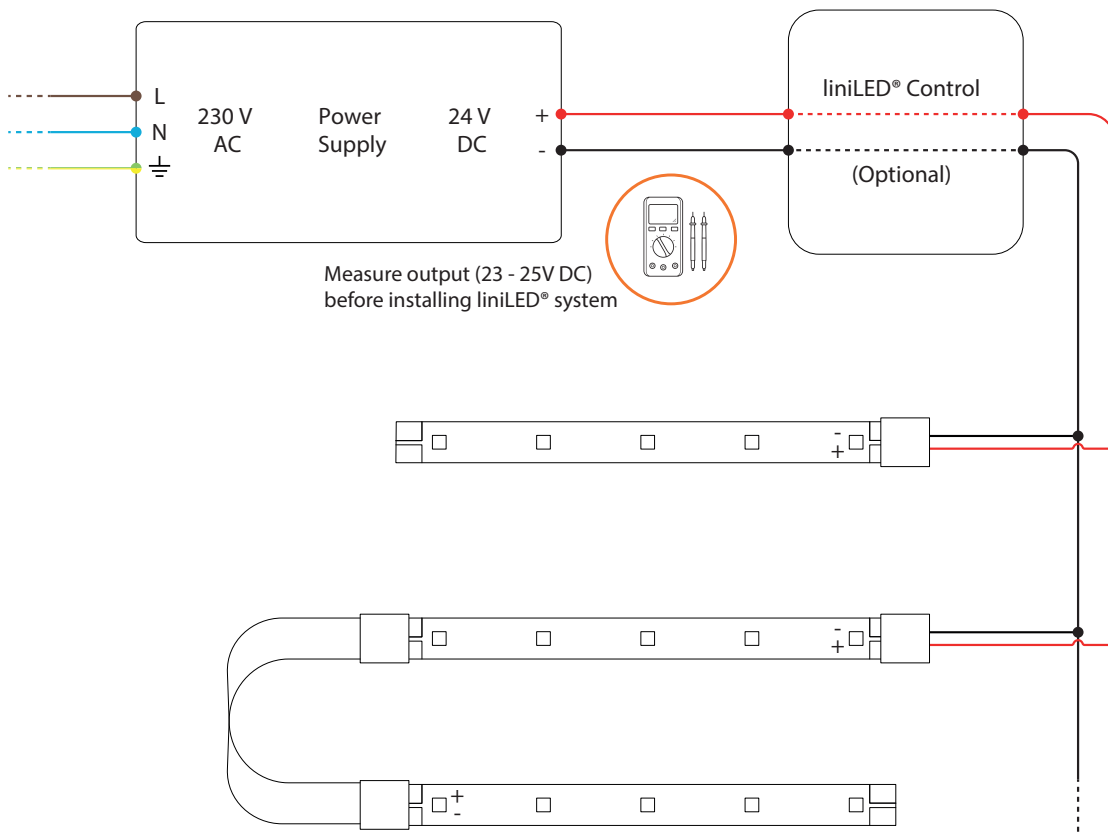 L
N
230 V
AC
Power
Supply
24 V
DC
+
-
liniLED® Control
(Optional)
Measure output (23 - 25V DC)
before installing liniLED® system
-
+
-
+
+
-